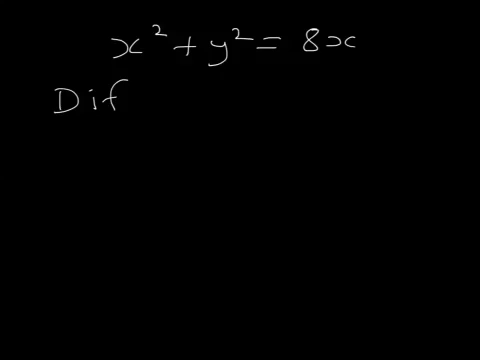 x² + y² = 8x
Dif